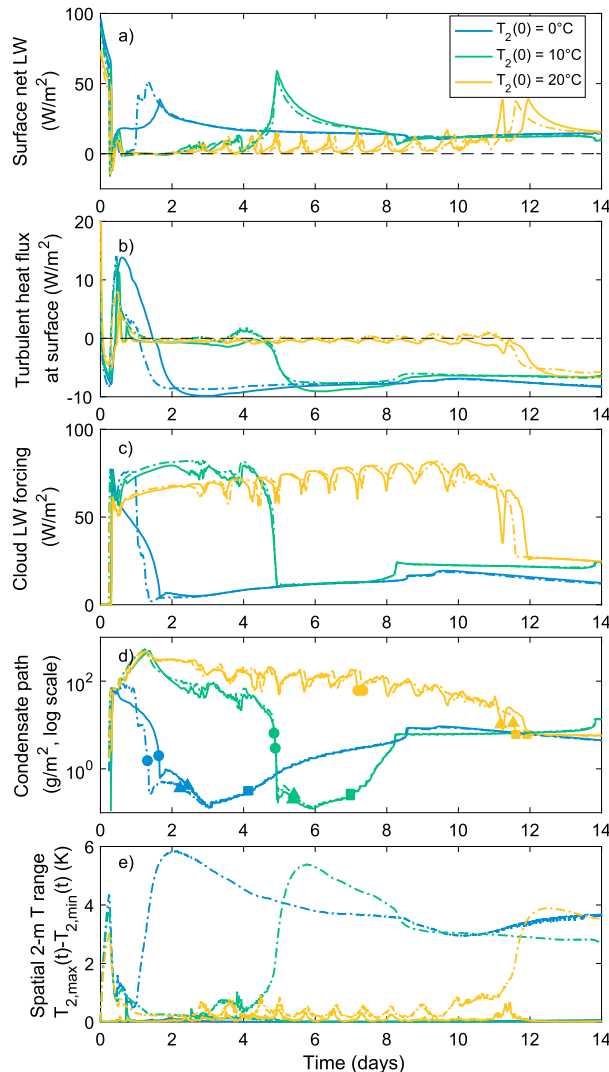 100
50
0
Surface net LW
(W/m²)
a)
T₂(0) = 0°C
T₂(0) = 10°C
T₂(0) = 20°C
0 2 4 6 8 10 12 14
20
10
0
-10
Turbulent heat flux
at surface (W/m²)
b)
0 2 4 6 8 10 12 14
100
50
0
Cloud LW forcing
(W/m²)
c)
0 2 4 6 8 10 12 14
10²
10⁰
Condensate path
(g/m², log scale)
d)
0 2 4 6 8 10 12 14
6
4
2
0
Spatial 2-m T range
T₂,max(t)-T₂,min(t) (K)
e)
0 2 4 6 8 10 12 14
Time (days)